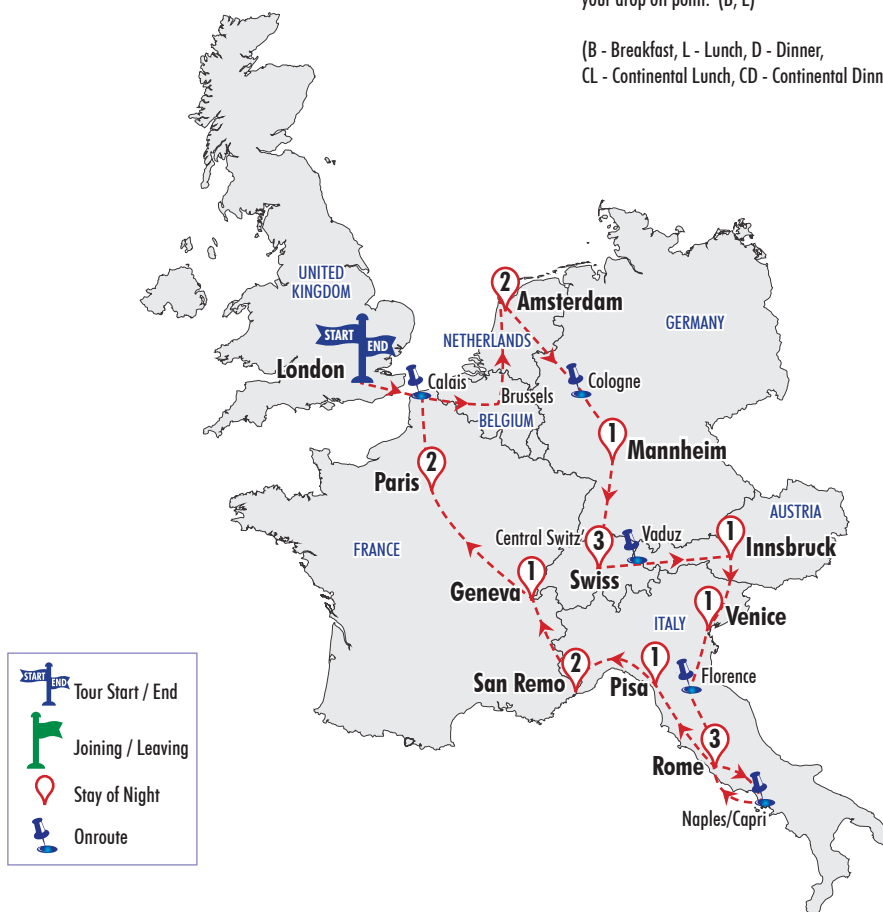 your drop off point. (B, L)
(B - Breakfast, L - Lunch, D - Dinner,
CL - Continental Lunch, CD - Continental Dinn
UNITED
KINGDOM
START
END
London
Calais
2
Amsterdam
NETHERLANDS
GERMANY
Brussels
BELGIUM
Cologne
1
Mannheim
2
Paris
FRANCE
Central Switz'
3
Swiss
Vaduz
AUSTRIA
1
Innsbruck
1
Geneva
1
Venice
ITALY
2
San Remo
1
Pisa
Florence
3
Rome
Naples/Capri
START
END
Tour Start / End
Joining / Leaving
Stay of Night
Onroute